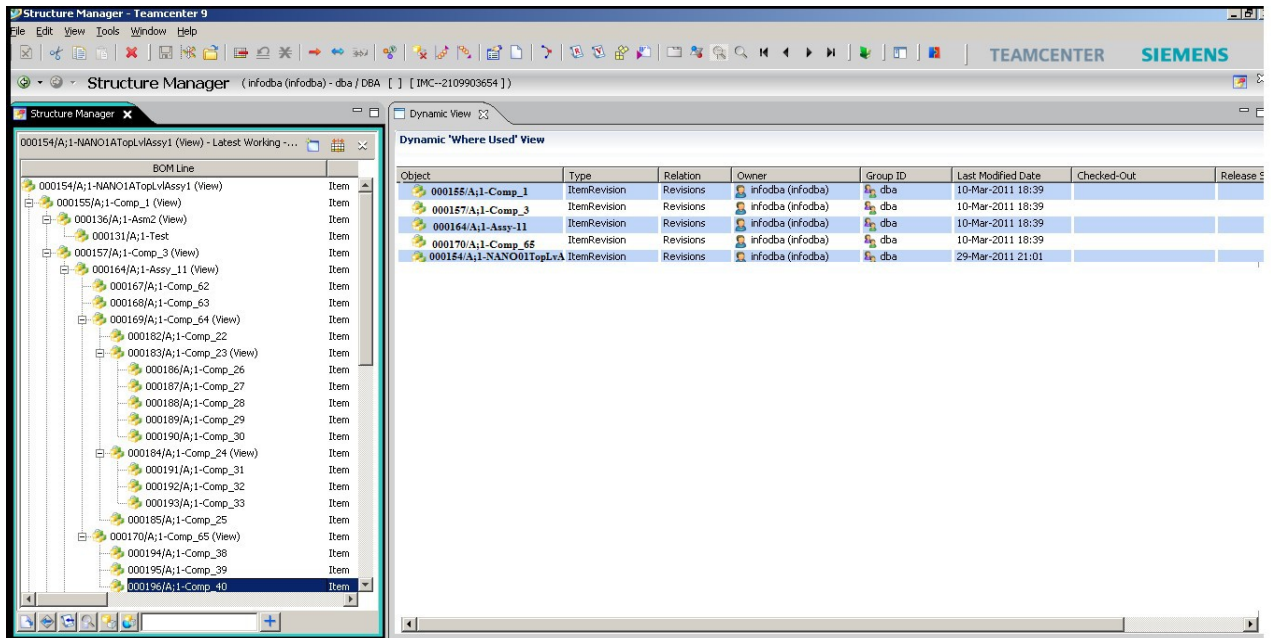 Structure Manager - Teamcenter 9
File Edit View Tools Window Help
TEAMCENTER SIEMENS
Structure Manager (infodba (infodba) - dba / DBA [ ] [ IMC--2109903654 ])
Structure Manager
000154/A;1-NANO1ATopLvlAssy1 (View) - Latest Working -...
BOM Line
000154/A;1-NANO1ATopLvlAssy1 (View) Item
000155/A;1-Comp_1 (View) Item
000136/A;1-Asm2 (View) Item
000131/A;1-Test Item
000157/A;1-Comp_3 (View) Item
000164/A;1-Assy_11 (View) Item
000167/A;1-Comp_62 Item
000168/A;1-Comp_63 Item
000169/A;1-Comp_64 (View) Item
000182/A;1-Comp_22 Item
000183/A;1-Comp_23 (View) Item
000186/A;1-Comp_26 Item
000187/A;1-Comp_27 Item
000188/A;1-Comp_28 Item
000189/A;1-Comp_29 Item
000190/A;1-Comp_30 Item
000184/A;1-Comp_24 (View) Item
000191/A;1-Comp_31 Item
000192/A;1-Comp_32 Item
000193/A;1-Comp_33 Item
000185/A;1-Comp_25 Item
000170/A;1-Comp_65 (View) Item
000194/A;1-Comp_38 Item
000195/A;1-Comp_39 Item
000196/A;1-Comp_40 Item
Dynamic View
Dynamic 'Where Used' View
Object Type Relation Owner Group ID Last Modified Date Checked-Out Release S
000155/A;1-Comp_1 ItemRevision Revisions infodba (infodba) dba 10-Mar-2011 18:39
000157/A;1-Comp_3 ItemRevision Revisions infodba (infodba) dba 10-Mar-2011 18:39
000164/A;1-Assy-11 ItemRevision Revisions infodba (infodba) dba 10-Mar-2011 18:39
000170/A;1-Comp_65 ItemRevision Revisions infodba (infodba) dba 10-Mar-2011 18:39
000154/A;1-NANO01TopLvA ItemRevision Revisions infodba (infodba) dba 29-Mar-2011 21:01